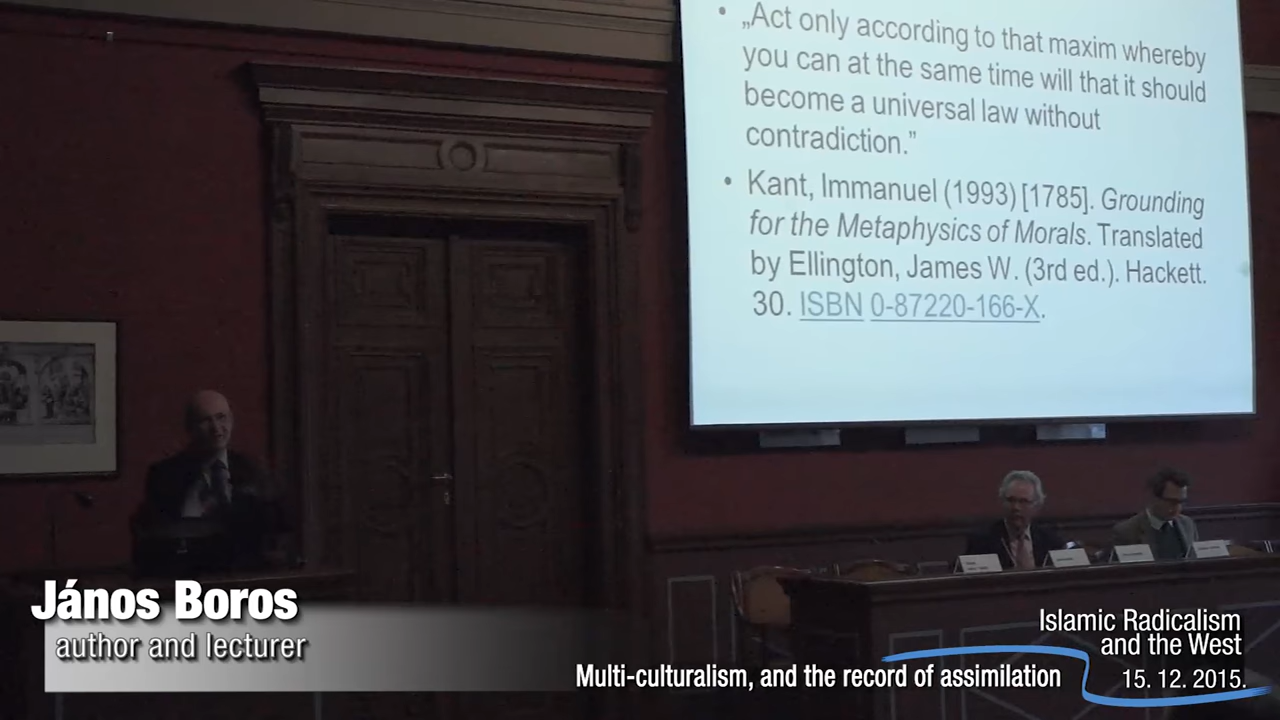 • „Act only according to that maxim whereby
you can at the same time will that it should
become a universal law without
contradiction.”
• Kant, Immanuel (1993) [1785]. Grounding
for the Metaphysics of Morals. Translated
by Ellington, James W. (3rd ed.). Hackett.
30. ISBN 0-87220-166-X.
János Boros
author and lecturer
Islamic Radicalism
and the West
Multi-culturalism, and the record of assimilation
15. 12. 2015.